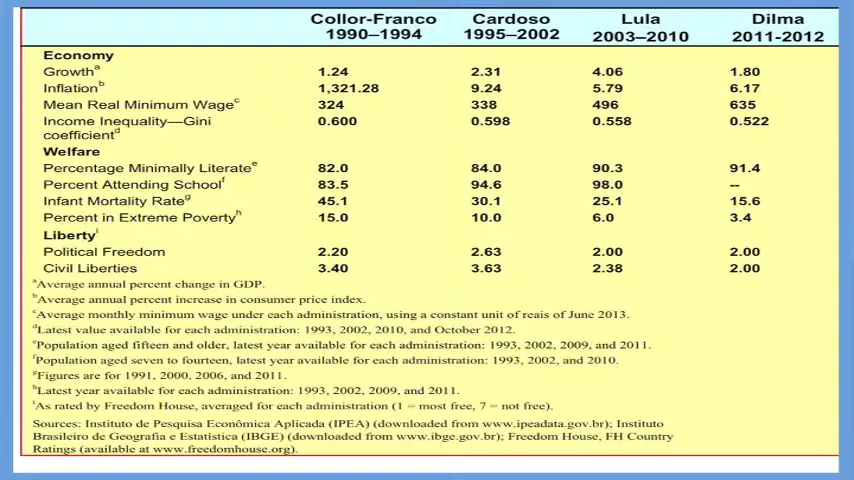 Collor-Franco Cardoso Lula Dilma
1990–1994 1995–2002 2003–2010 2011-2012
Economy
Growthᵃ 1.24 2.31 4.06 1.80
Inflationᵇ 1,321.28 9.24 5.79 6.17
Mean Real Minimum Wageᶜ 324 338 496 635
Income Inequality—Gini 0.600 0.598 0.558 0.522
coefficientᵈ
Welfare
Percentage Minimally Literateᵉ 82.0 84.0 90.3 91.4
Percent Attending Schoolᶠ 83.5 94.6 98.0 --
Infant Mortality Rateᵍ 45.1 30.1 25.1 15.6
Percent in Extreme Povertyʰ 15.0 10.0 6.0 3.4
Libertyⁱ
Political Freedom 2.20 2.63 2.00 2.00
Civil Liberties 3.40 3.63 2.38 2.00
ᵃAverage annual percent change in GDP.
ᵇAverage annual percent increase in consumer price index.
ᶜAverage monthly minimum wage under each administration, using a constant unit of reais of June 2013.
ᵈLatest value available for each administration: 1993, 2002, 2010, and October 2012.
ᵉPopulation aged fifteen and older, latest year available for each administration: 1993, 2002, 2009, and 2011.
ᶠPopulation aged seven to fourteen, latest year available for each administration: 1993, 2002, and 2010.
ᵍFigures are for 1991, 2000, 2006, and 2011.
ʰLatest year available for each administration: 1993, 2002, 2009, and 2011.
ⁱAs rated by Freedom House, averaged for each administration (1 = most free, 7 = not free).
Sources: Instituto de Pesquisa Econômica Aplicada (IPEA) (downloaded from www.ipeadata.gov.br); Instituto
Brasileiro de Geografia e Estatística (IBGE) (downloaded from www.ibge.gov.br); Freedom House, FH Country
Ratings (available at www.freedomhouse.org).